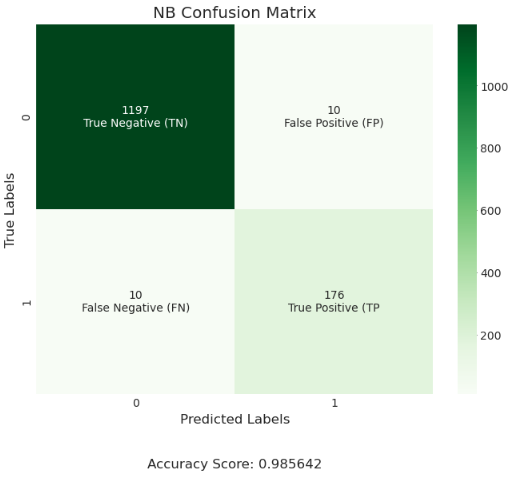 NB Confusion Matrix
1197
True Negative (TN)
10
False Positive (FP)
10
False Negative (FN)
176
True Positive (TP
0
1
True Labels
0
1
Predicted Labels
1000
800
600
400
200
Accuracy Score: 0.985642